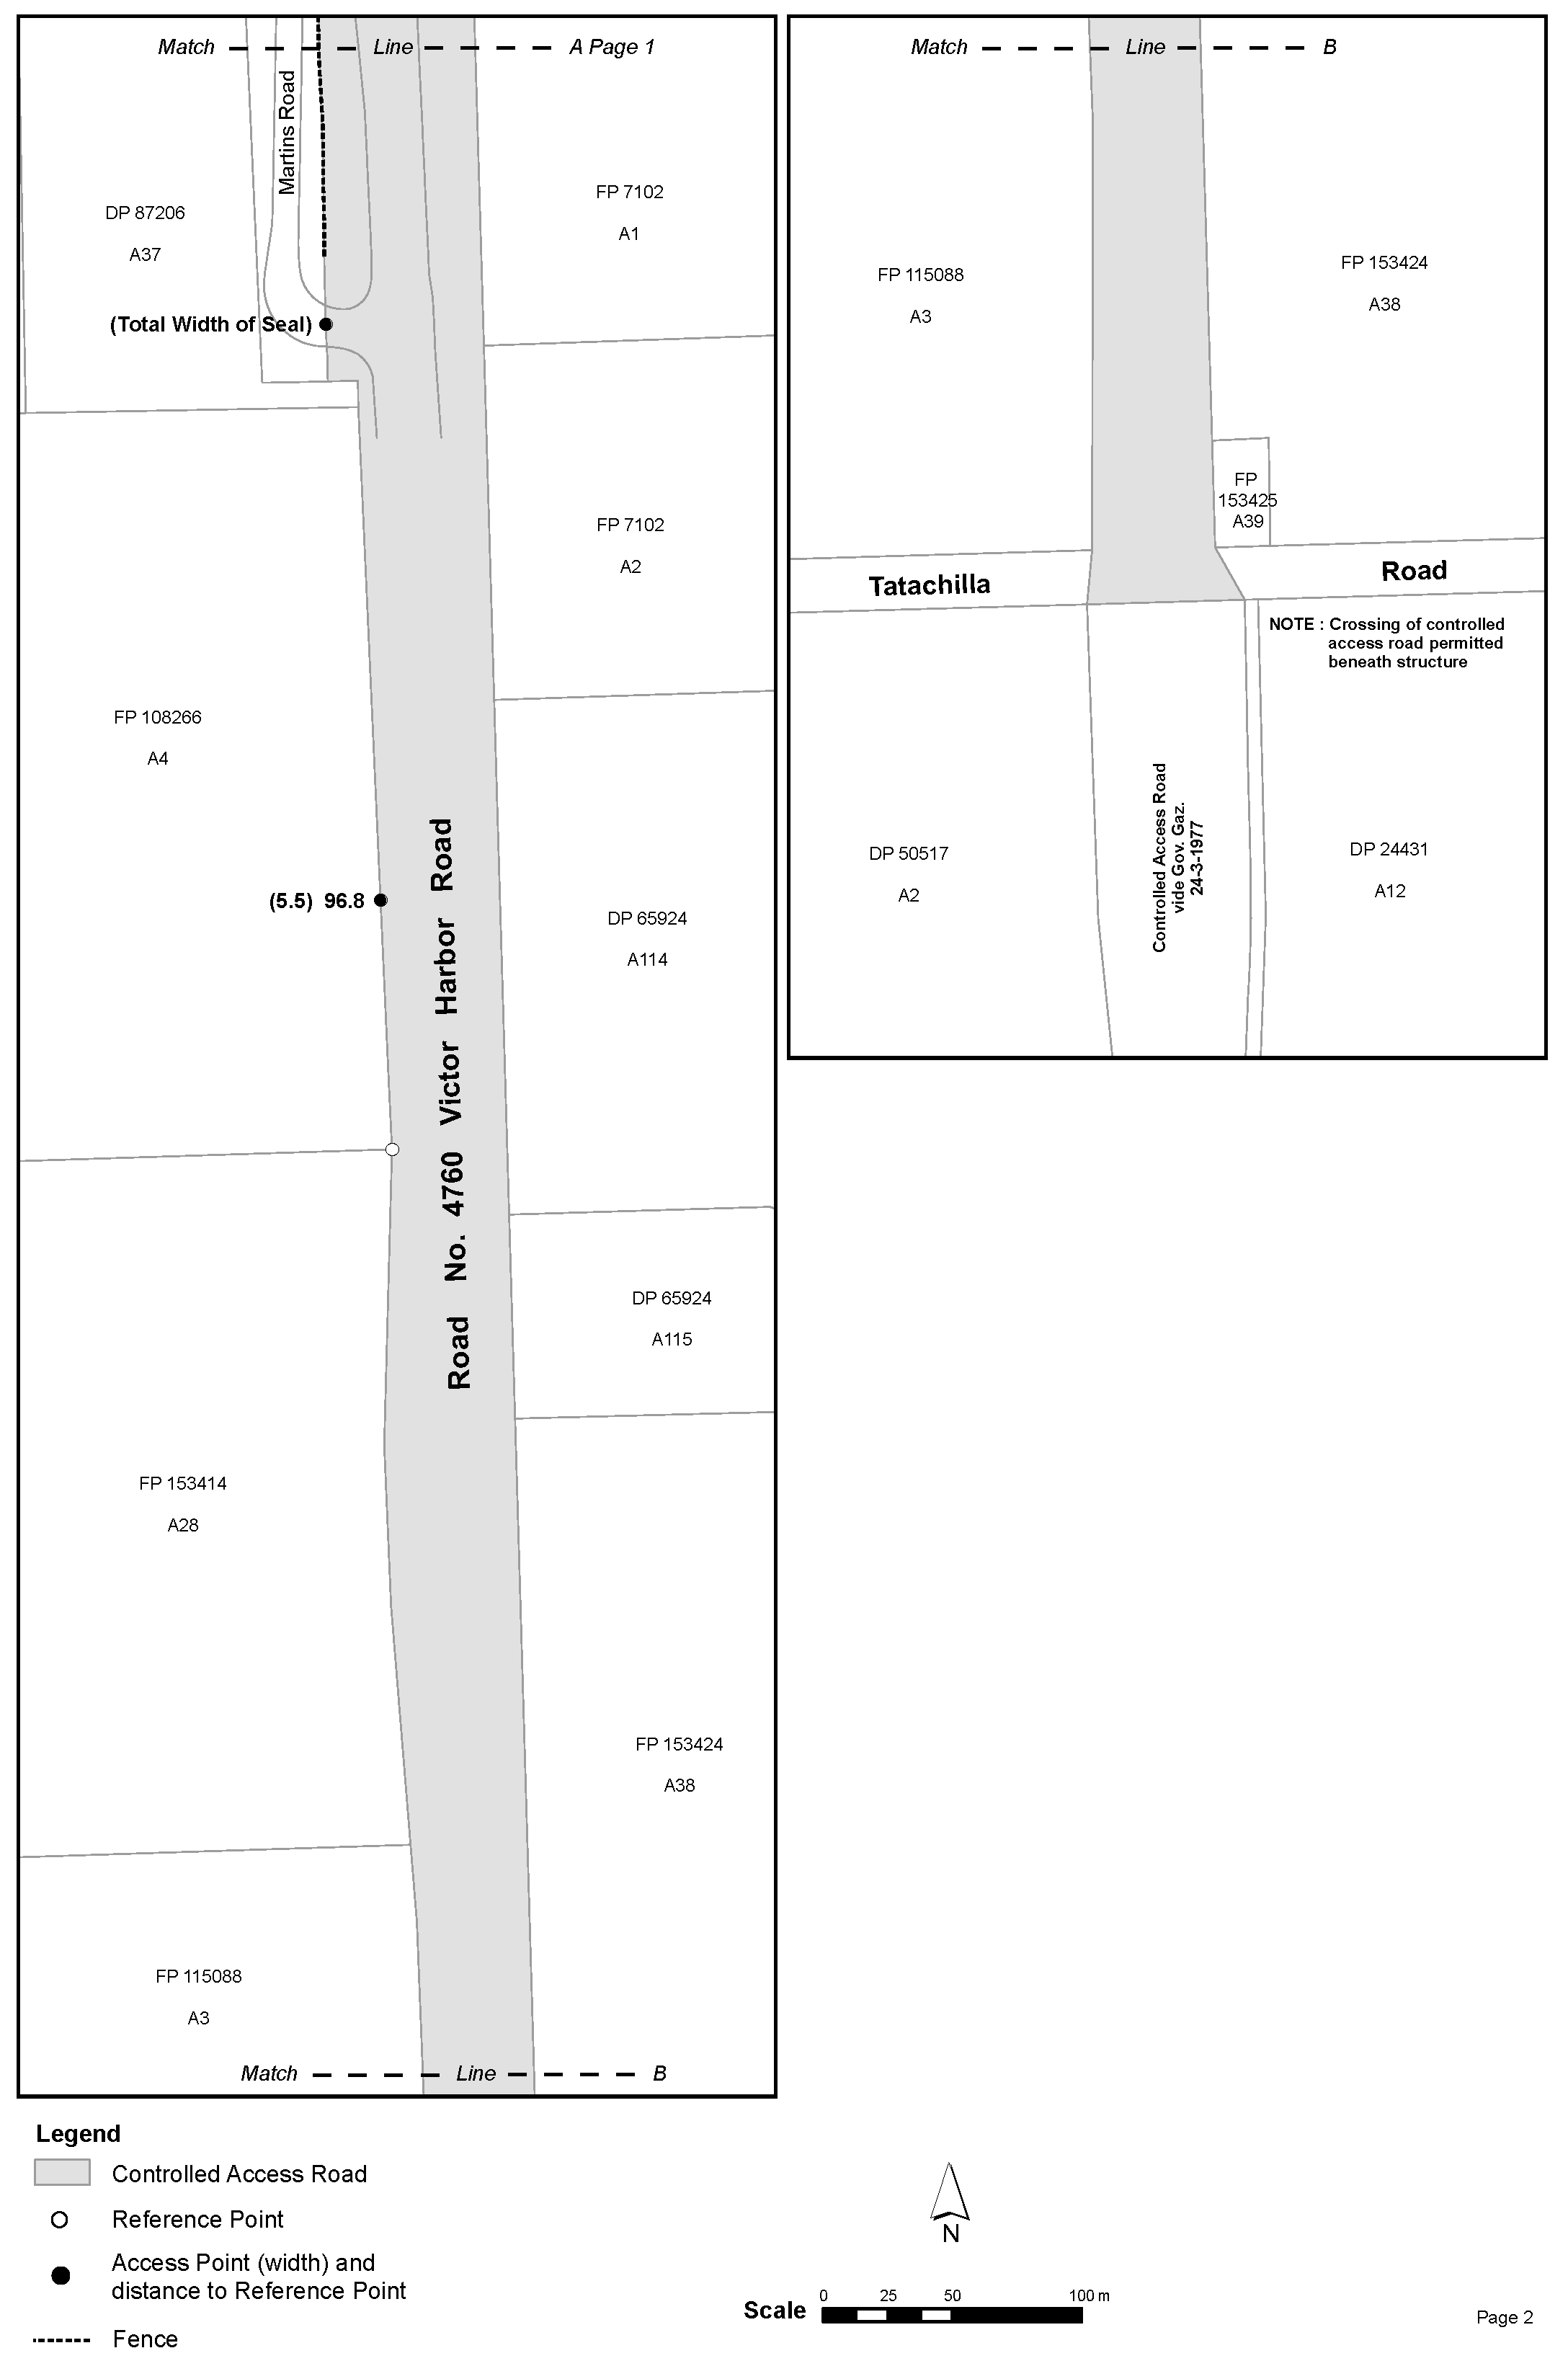 Match Line A Page 1
Martins Road
DP 87206
A37
FP 7102
A1
(Total Width of Seal)
FP 7102
A2
FP 108266
A4
(5.5) 96.8
Road No. 4760 Victor Harbor Road
DP 65924
A114
DP 65924
A115
FP 153414
A28
FP 153424
A38
FP 115088
A3
Match Line B
Match Line B
FP 115088
A3
FP 153424
A38
FP
153425
A39
Tatachilla Road
NOTE : Crossing of controlled
access road permitted
beneath structure
Controlled Access Road
vide Gov. Gaz.
24-3-1977
DP 50517
A2
DP 24431
A12
Legend
Controlled Access Road
Reference Point
Access Point (width) and
distance to Reference Point
Fence
N
Scale
0 25 50 100 m
Page 2